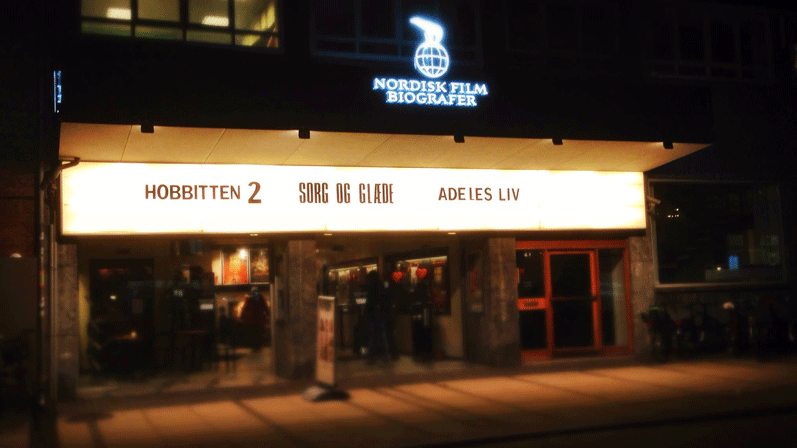 NORDISK FILM
BIOGRAFER
HOBBITTEN 2 SORG OG GLÆDE ADELES LIV